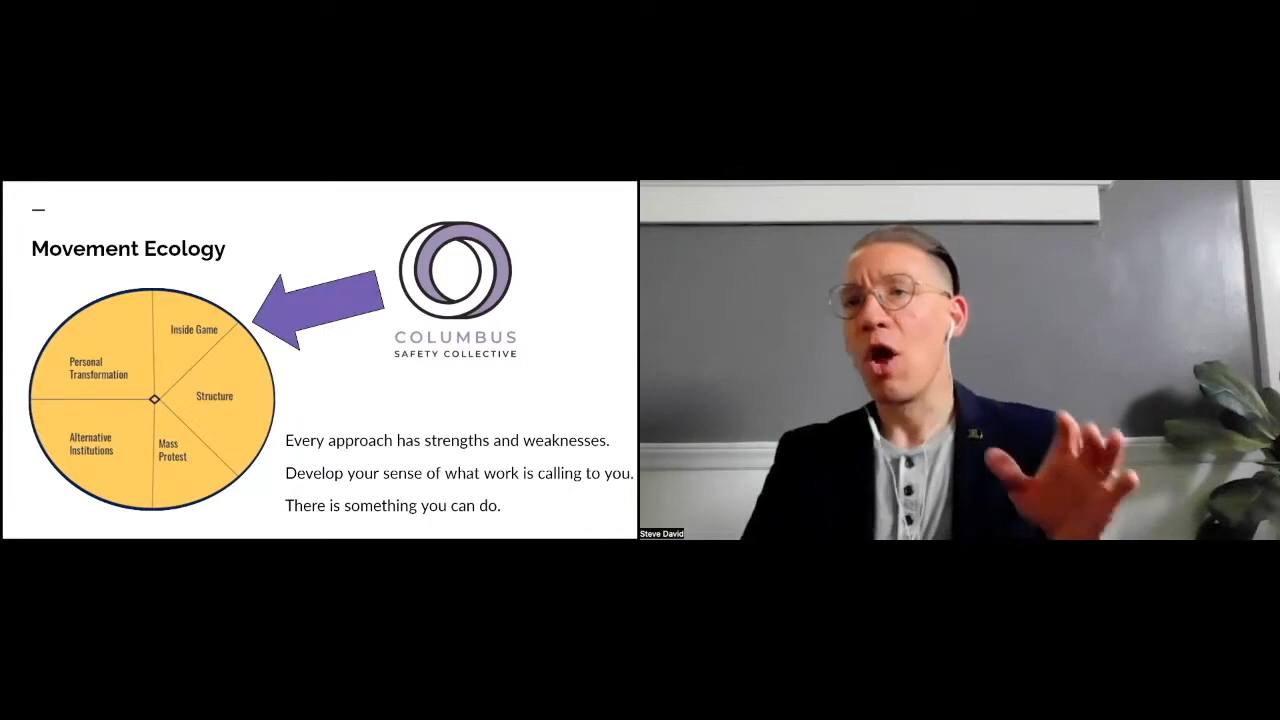 Movement Ecology
COLUMBUS
SAFETY COLLECTIVE
Inside Game
Personal
Transformation
Structure
Alternative
Institutions
Mass
Protest
Every approach has strengths and weaknesses.
Develop your sense of what work is calling to you.
There is something you can do.
Steve David